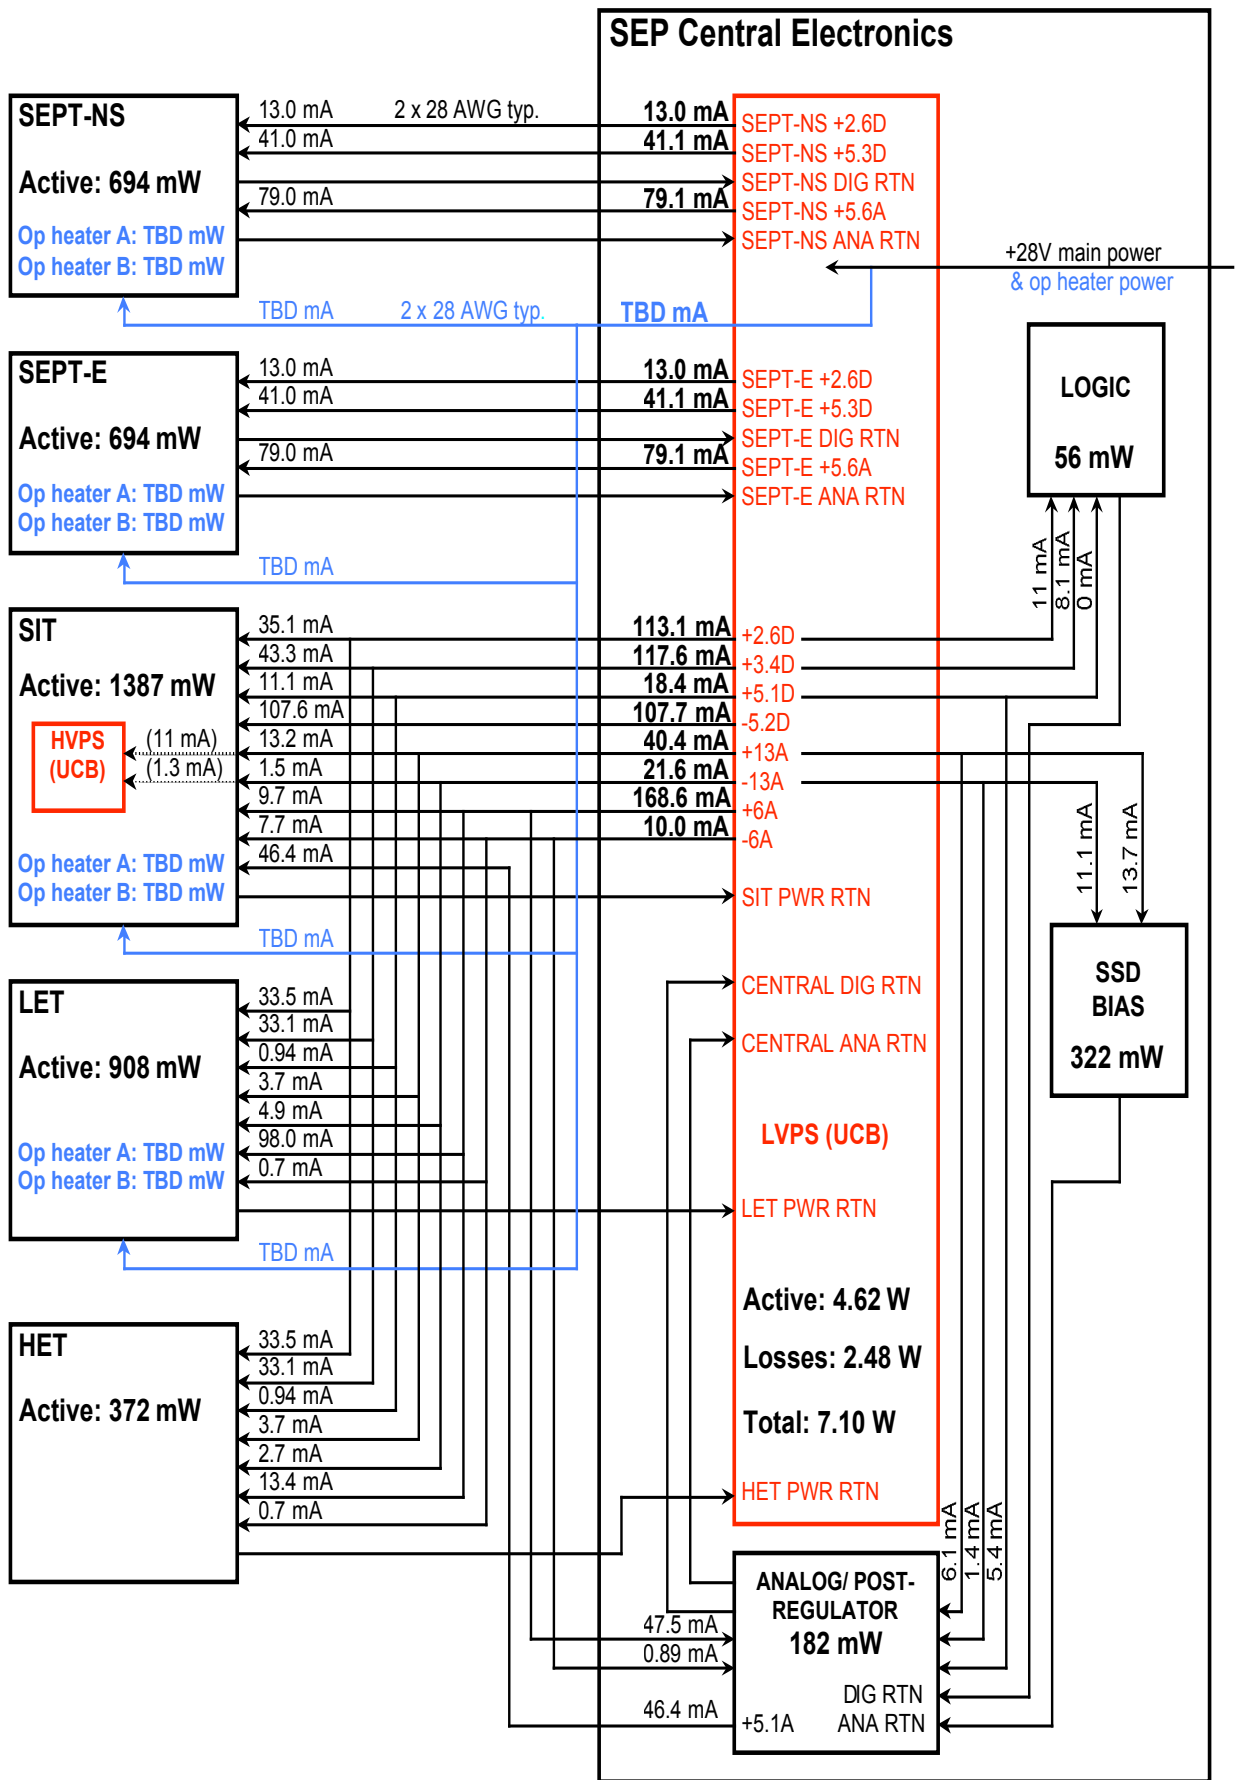 SEP Central Electronics
SEPT-NS
Active: 694 mW
Op heater A: TBD mW
Op heater B: TBD mW
13.0 mA
2 x 28 AWG typ.
13.0 mA
SEPT-NS +2.6D
41.0 mA
41.1 mA
SEPT-NS +5.3D
SEPT-NS DIG RTN
79.0 mA
79.1 mA
SEPT-NS +5.6A
SEPT-NS ANA RTN
+28V main power
& op heater power
TBD mA
2 x 28 AWG typ.
TBD mA
LOGIC
56 mW
SEPT-E
Active: 694 mW
Op heater A: TBD mW
Op heater B: TBD mW
13.0 mA
13.0 mA
SEPT-E +2.6D
41.0 mA
41.1 mA
SEPT-E +5.3D
SEPT-E DIG RTN
79.0 mA
79.1 mA
SEPT-E +5.6A
SEPT-E ANA RTN
TBD mA
11 mA
8.1 mA
0 mA
SIT
Active: 1387 mW
HVPS
(UCB)
(11 mA)
(1.3 mA)
Op heater A: TBD mW
Op heater B: TBD mW
35.1 mA
113.1 mA
+2.6D
43.3 mA
117.6 mA
+3.4D
11.1 mA
18.4 mA
+5.1D
107.6 mA
107.7 mA
-5.2D
13.2 mA
40.4 mA
+13A
1.5 mA
21.6 mA
-13A
9.7 mA
168.6 mA
+6A
7.7 mA
10.0 mA
-6A
46.4 mA
SIT PWR RTN
TBD mA
11.1 mA
13.7 mA
SSD
BIAS
322 mW
CENTRAL DIG RTN
CENTRAL ANA RTN
LET
Active: 908 mW
Op heater A: TBD mW
Op heater B: TBD mW
33.5 mA
33.1 mA
0.94 mA
3.7 mA
4.9 mA
98.0 mA
0.7 mA
LVPS (UCB)
LET PWR RTN
TBD mA
Active: 4.62 W
Losses: 2.48 W
Total: 7.10 W
HET
Active: 372 mW
33.5 mA
33.1 mA
0.94 mA
3.7 mA
2.7 mA
13.4 mA
0.7 mA
HET PWR RTN
6.1 mA
1.4 mA
5.4 mA
ANALOG/ POST-
REGULATOR
182 mW
47.5 mA
0.89 mA
DIG RTN
46.4 mA
+5.1A
ANA RTN